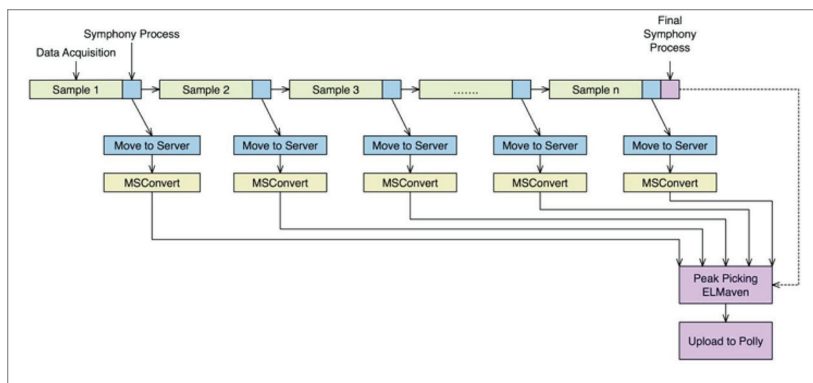 Symphony Process
Data Acquisition
Final
Symphony
Process
Sample 1
Sample 2
Sample 3
.......
Sample n
Move to Server
Move to Server
Move to Server
Move to Server
Move to Server
MSConvert
MSConvert
MSConvert
MSConvert
MSConvert
Peak Picking
ELMaven
Upload to Polly